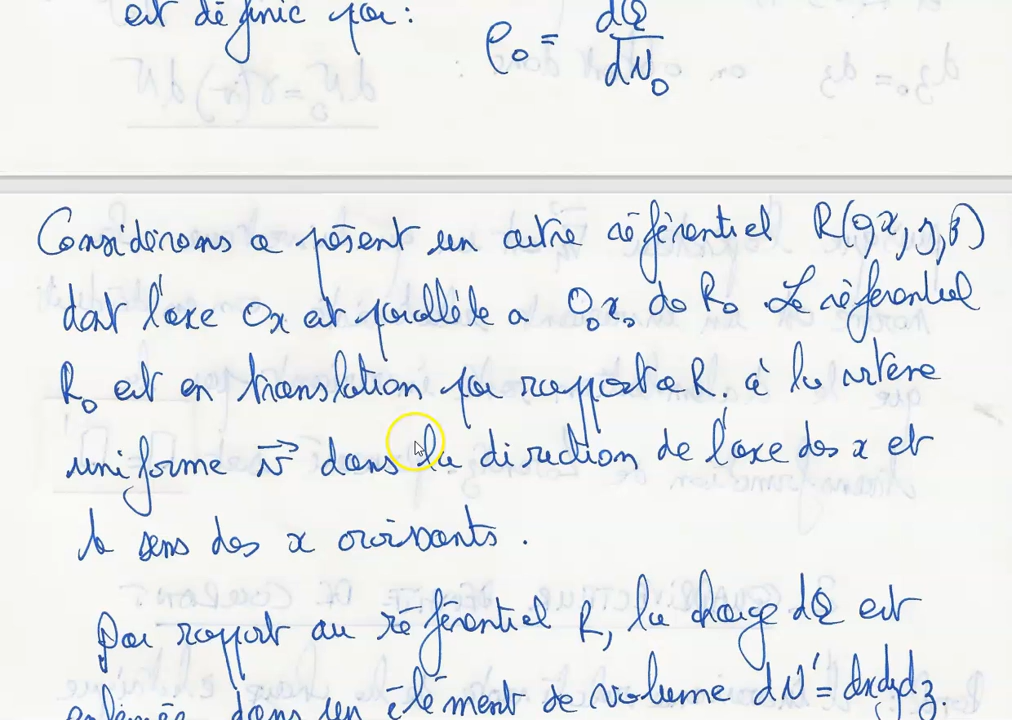 est définie par : ρ₀ = dQ/dV₀
Considérons a présent un autre référentiel R(O,x,y,z)
dont l'axe Ox est parallèle a O₀x₀ de R₀. Le référentiel
R₀ est en translation par rapport a R, à la vitesse
uniforme v⃗ dans la direction de l'axe des x et
le sens des x croissants.
Par rapport au référentiel R, la charge dQ est
enfermée dans un élément de volume dV = dxdydz.